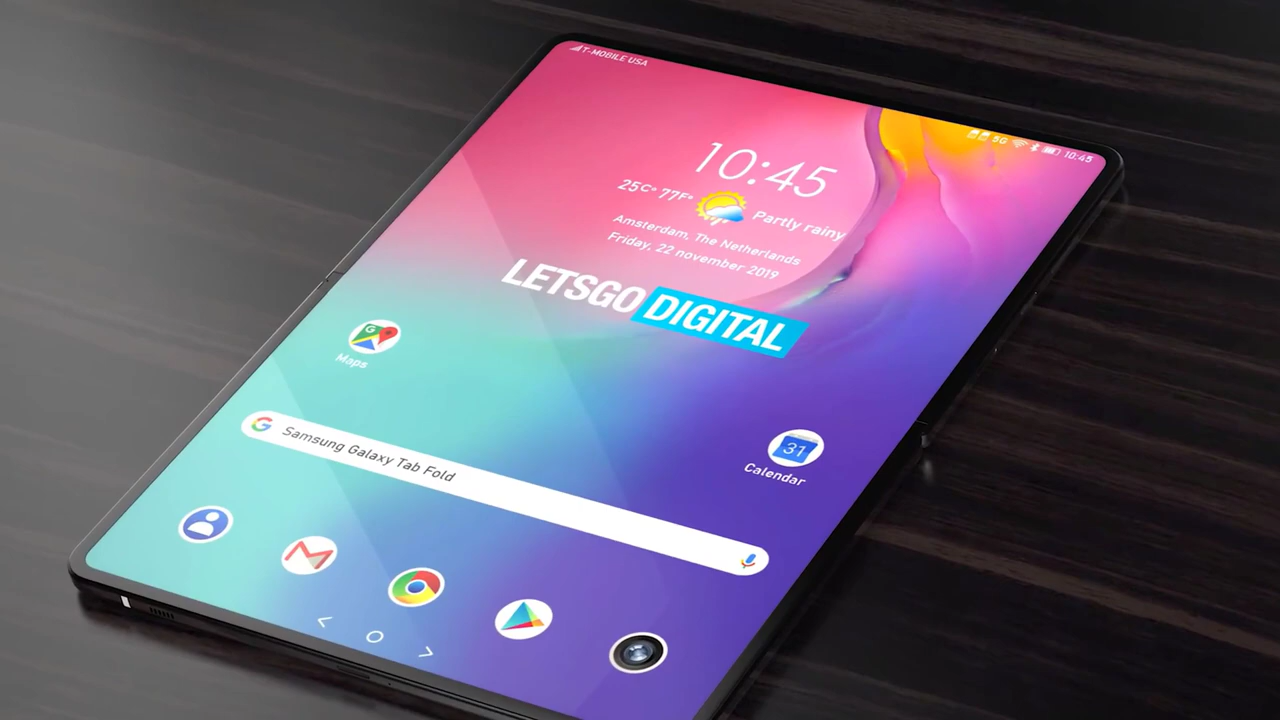 T-MOBILE USA
5G 10:45
10:45
25C° 77F° Partly rainy
Amsterdam, The Netherlands
Friday, 22 november 2019
LETSGO DIGITAL
G
Maps
31
Calendar
G Samsung Galaxy Tab Fold